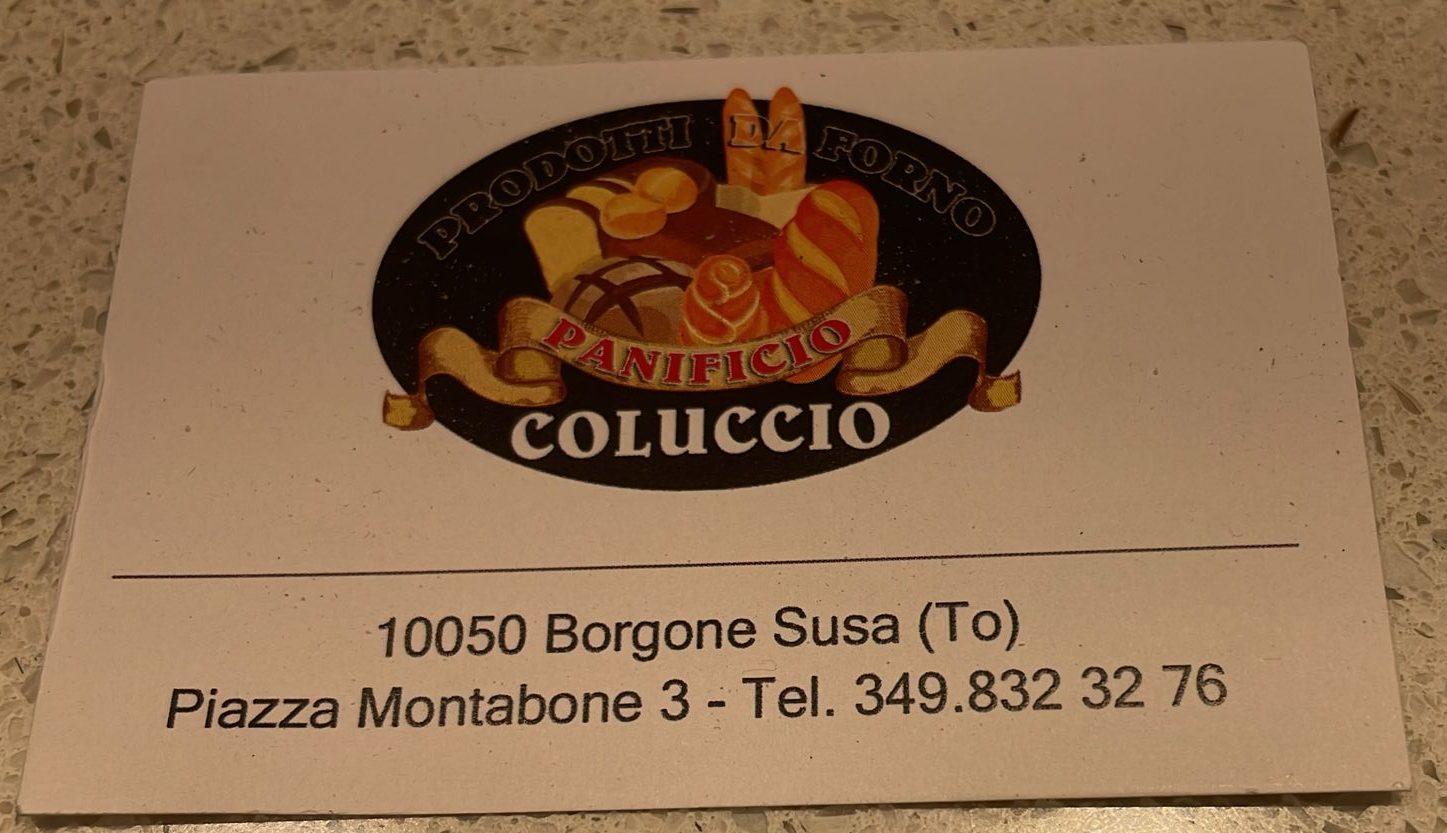 PRODOTTI DA FORNO
PANIFICIO
COLUCCIO
10050 Borgone Susa (To)
Piazza Montabone 3 - Tel. 349.832 32 76